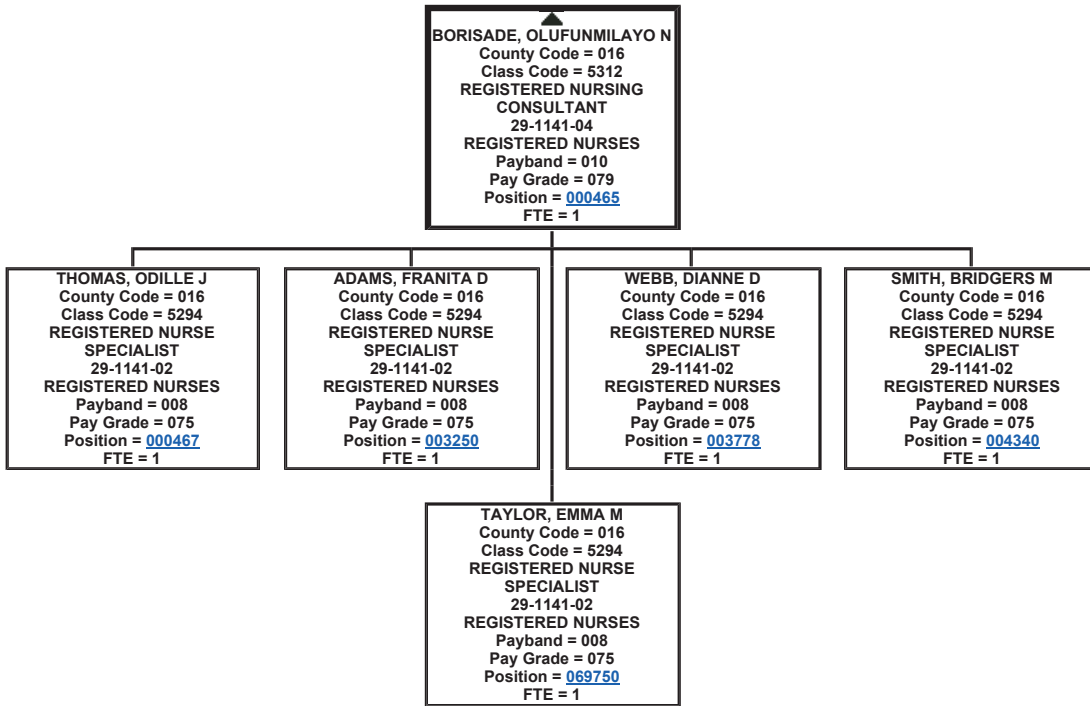 BORISADE, OLUFUNMILAYO N
County Code = 016
Class Code = 5312
REGISTERED NURSING
CONSULTANT
29-1141-04
REGISTERED NURSES
Payband = 010
Pay Grade = 079
Position = 000465
FTE = 1
THOMAS, ODILLE J
County Code = 016
Class Code = 5294
REGISTERED NURSE
SPECIALIST
29-1141-02
REGISTERED NURSES
Payband = 008
Pay Grade = 075
Position = 000467
FTE = 1
ADAMS, FRANITA D
County Code = 016
Class Code = 5294
REGISTERED NURSE
SPECIALIST
29-1141-02
REGISTERED NURSES
Payband = 008
Pay Grade = 075
Position = 003250
FTE = 1
WEBB, DIANNE D
County Code = 016
Class Code = 5294
REGISTERED NURSE
SPECIALIST
29-1141-02
REGISTERED NURSES
Payband = 008
Pay Grade = 075
Position = 003778
FTE = 1
SMITH, BRIDGERS M
County Code = 016
Class Code = 5294
REGISTERED NURSE
SPECIALIST
29-1141-02
REGISTERED NURSES
Payband = 008
Pay Grade = 075
Position = 004340
FTE = 1
TAYLOR, EMMA M
County Code = 016
Class Code = 5294
REGISTERED NURSE
SPECIALIST
29-1141-02
REGISTERED NURSES
Payband = 008
Pay Grade = 075
Position = 069750
FTE = 1